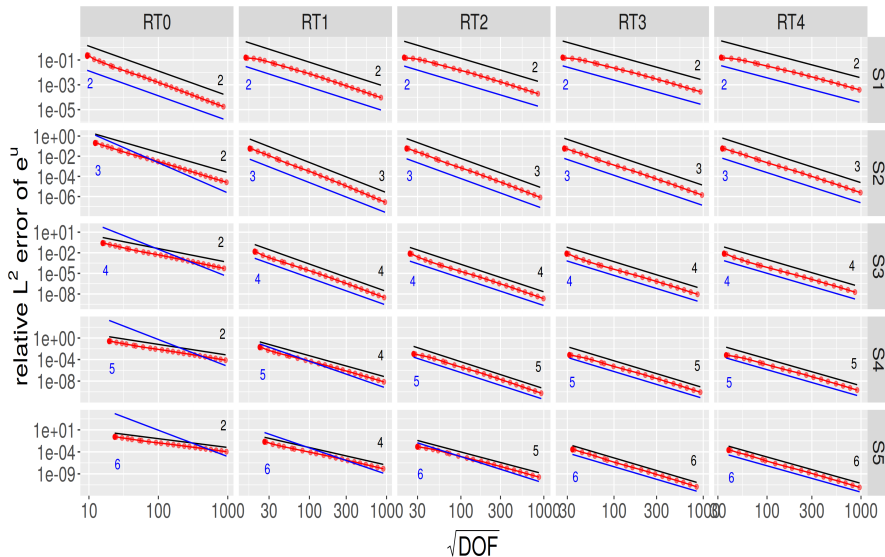 RT0 RT1 RT2 RT3 RT4
1e-01 1e-03 1e-05
2 2 2 2 2 2 2 2 2 2
S1
1e+00 1e-02 1e-04 1e-06
2 3 3 3 3 3 3 3 3 3
S2
1e+01 1e-02 1e-05 1e-08
2 4 4 4 4 4 4 4 4 4
S3
1e+00 1e-04 1e-08
2 5 4 5 5 5 5 5 5 5
S4
1e+01 1e-04 1e-09
2 6 4 6 5 6 6 6 6 6
S5
relative L² error of eᵘ
10 30 100 300 1000
30 100 300
30 100 300 1000
30 100 300
30 100 300 1000
√DOF